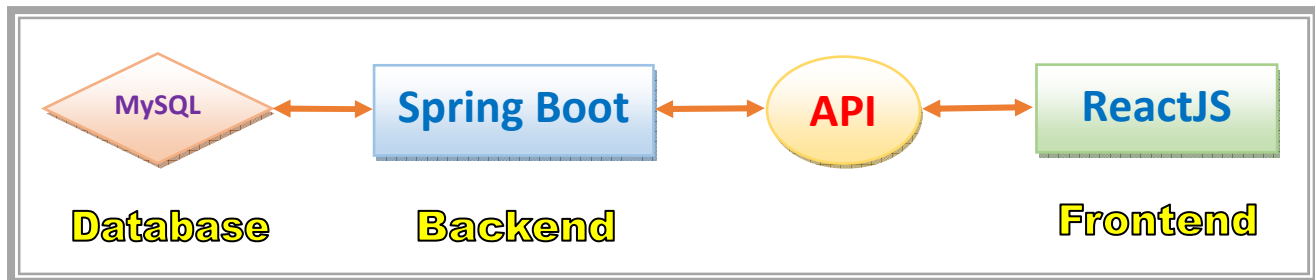 MySQL
Spring Boot
API
ReactJS
Database
Backend
Frontend